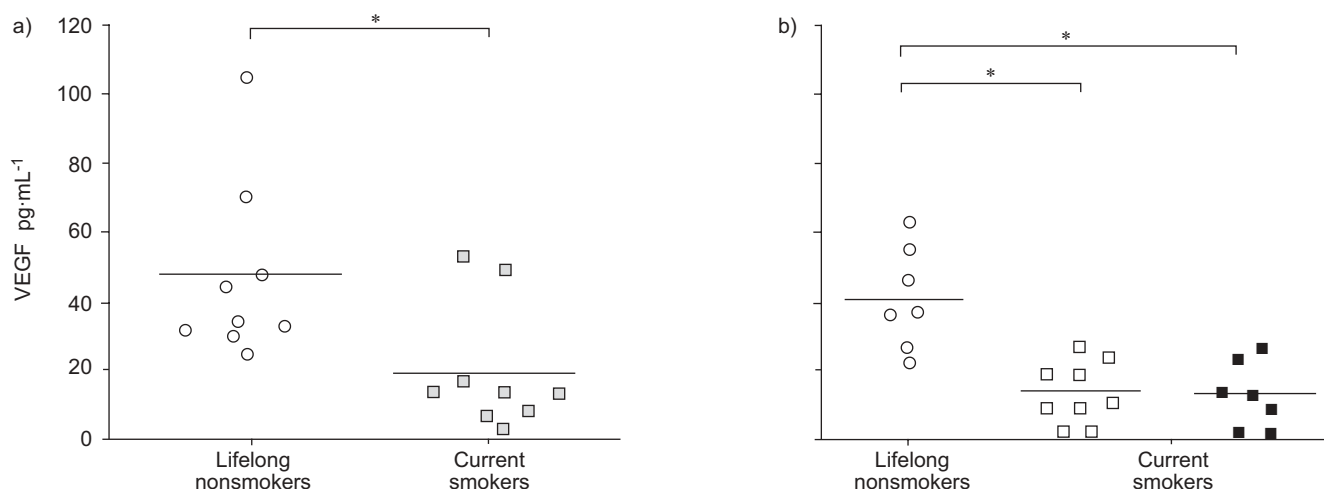 a)
120
100
80
60
40
20
0
VEGF pg·mL-1
*
Lifelong
nonsmokers
Current
smokers
b)
*
*
Lifelong
nonsmokers
Current
smokers